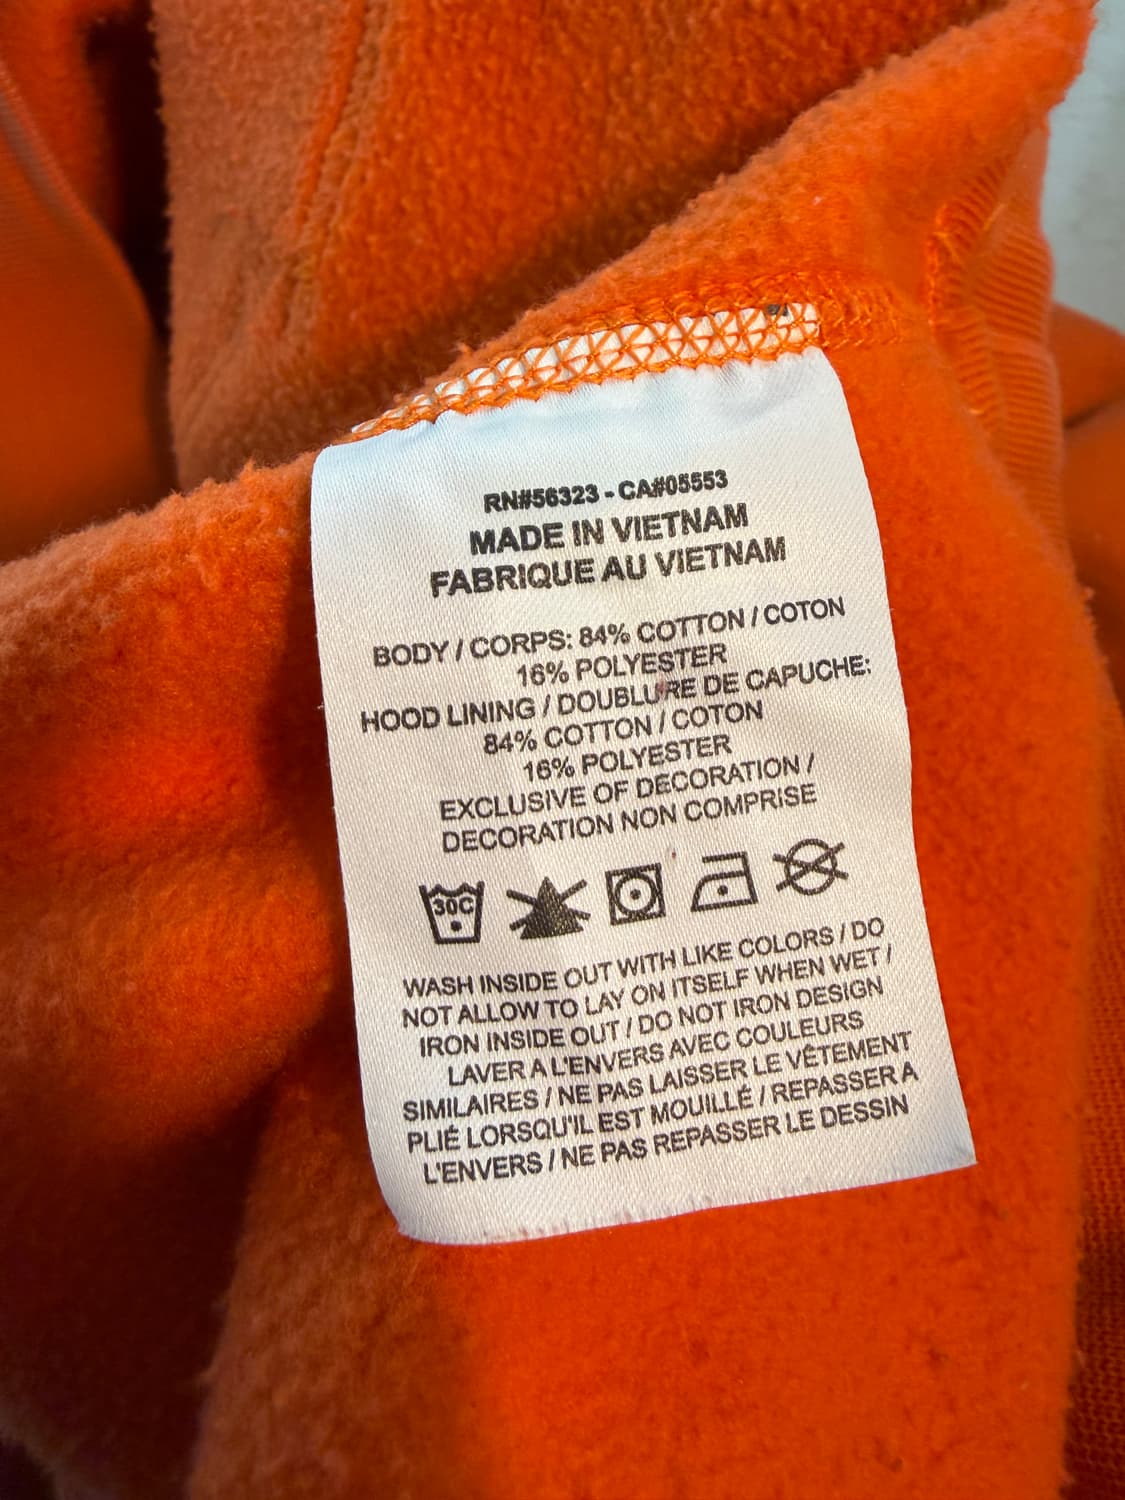 RN#56323 - CA#05553
MADE IN VIETNAM
FABRIQUE AU VIETNAM
BODY / CORPS: 84% COTTON / COTON
16% POLYESTER
HOOD LINING / DOUBLURE DE CAPUCHE:
84% COTTON / COTON
16% POLYESTER
EXCLUSIVE OF DECORATION /
DECORATION NON COMPRISE
30C
WASH INSIDE OUT WITH LIKE COLORS / DO
NOT ALLOW TO LAY ON ITSELF WHEN WET /
IRON INSIDE OUT / DO NOT IRON DESIGN
LAVER A L'ENVERS AVEC COULEURS
SIMILAIRES / NE PAS LAISSER LE VÊTEMENT
PLIÉ LORSQU'IL EST MOUILLÉ / REPASSER A
L'ENVERS / NE PAS REPASSER LE DESSIN